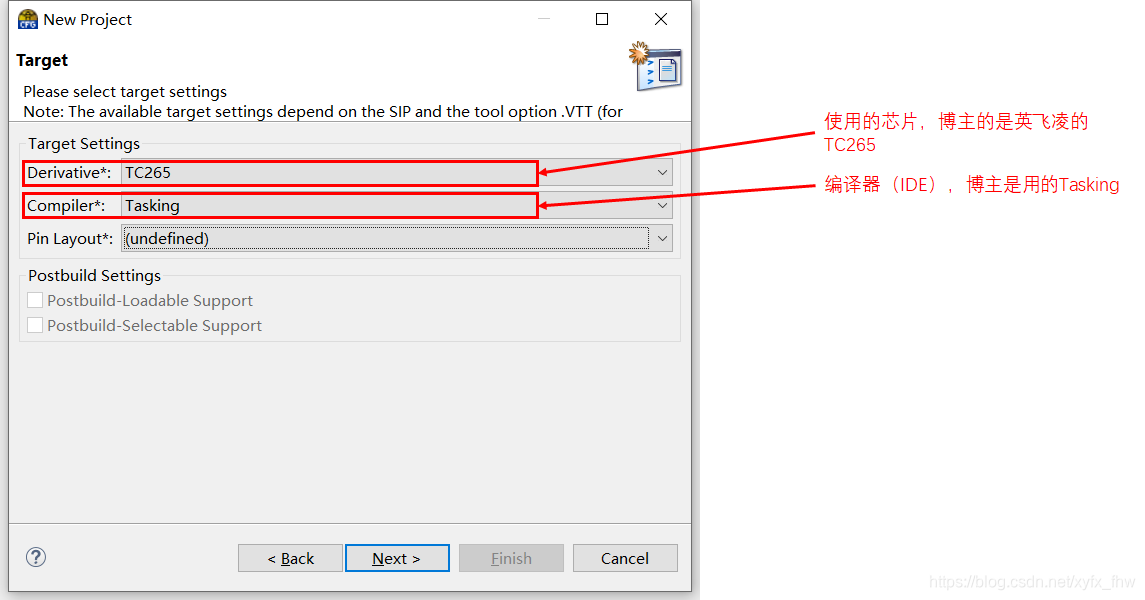 CFG New Project
Target
Please select target settings
Note: The available target settings depend on the SIP and the tool option .VTT (for
Target Settings
Derivative*: TC265
Compiler*: Tasking
Pin Layout*: (undefined)
Postbuild Settings
Postbuild-Loadable Support
Postbuild-Selectable Support
? < Back Next > Finish Cancel
使用的芯片，博主的是英飞凌的
TC265
编译器（IDE），博主是用的Tasking
https://blog.csdn.net/xyfx_fhw